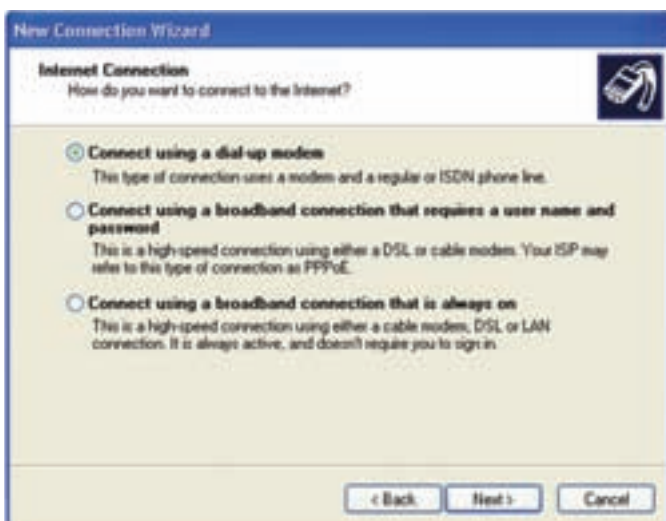 New Connection Wizard
Internet Connection
How do you want to connect to the Internet?
Connect using a dial-up modem
This type of connection uses a modem and a regular or ISDN phone line.
Connect using a broadband connection that requires a user name and
password
This is a high-speed connection using either a DSL or cable modem. Your ISP may
refer to this type of connection as PPPoE.
Connect using a broadband connection that is always on
This is a high-speed connection using either a cable modem, DSL or LAN
connection. It is always active, and doesn't require you to sign in.
< Back
Next >
Cancel